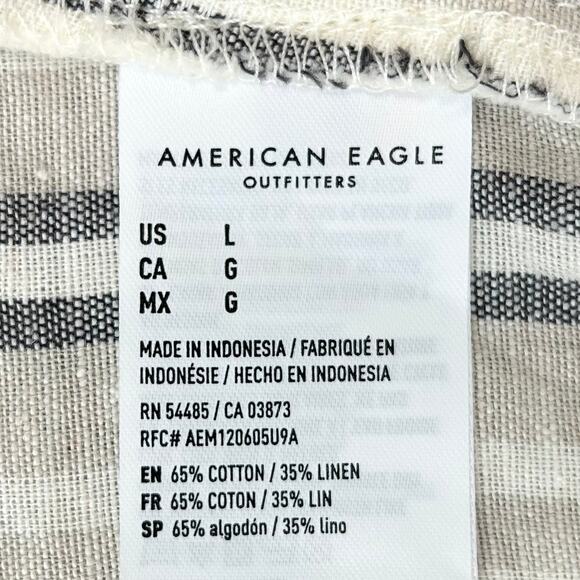 AMERICAN EAGLE
OUTFITTERS
US L
CA G
MX G
MADE IN INDONESIA / FABRIQUÉ EN
INDONÉSIE / HECHO EN INDONESIA
RN 54485 / CA 03873
RFC# AEM120605U9A
EN 65% COTTON / 35% LINEN
FR 65% COTON / 35% LIN
SP 65% algodón / 35% lino